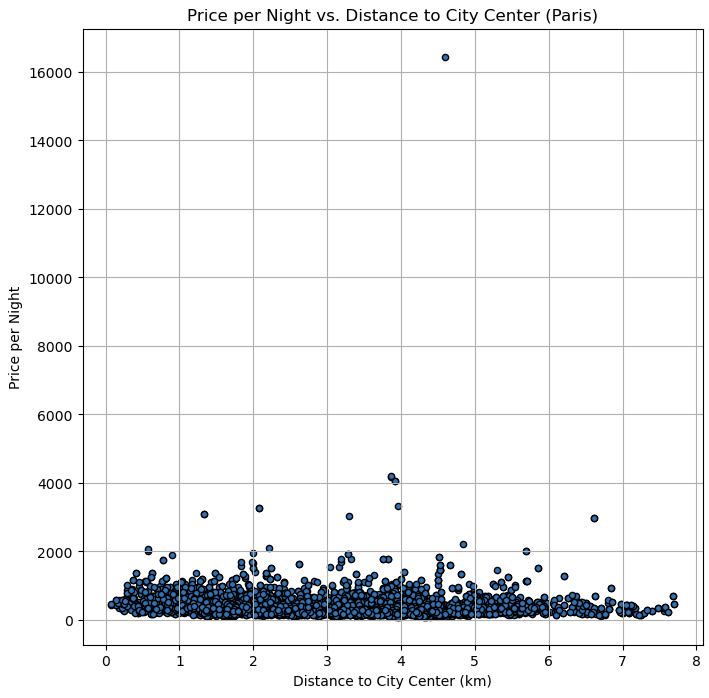 Price per Night vs. Distance to City Center (Paris)
16000
14000
12000
10000
8000
6000
4000
2000
0
Price per Night
0 1 2 3 4 5 6 7 8
Distance to City Center (km)